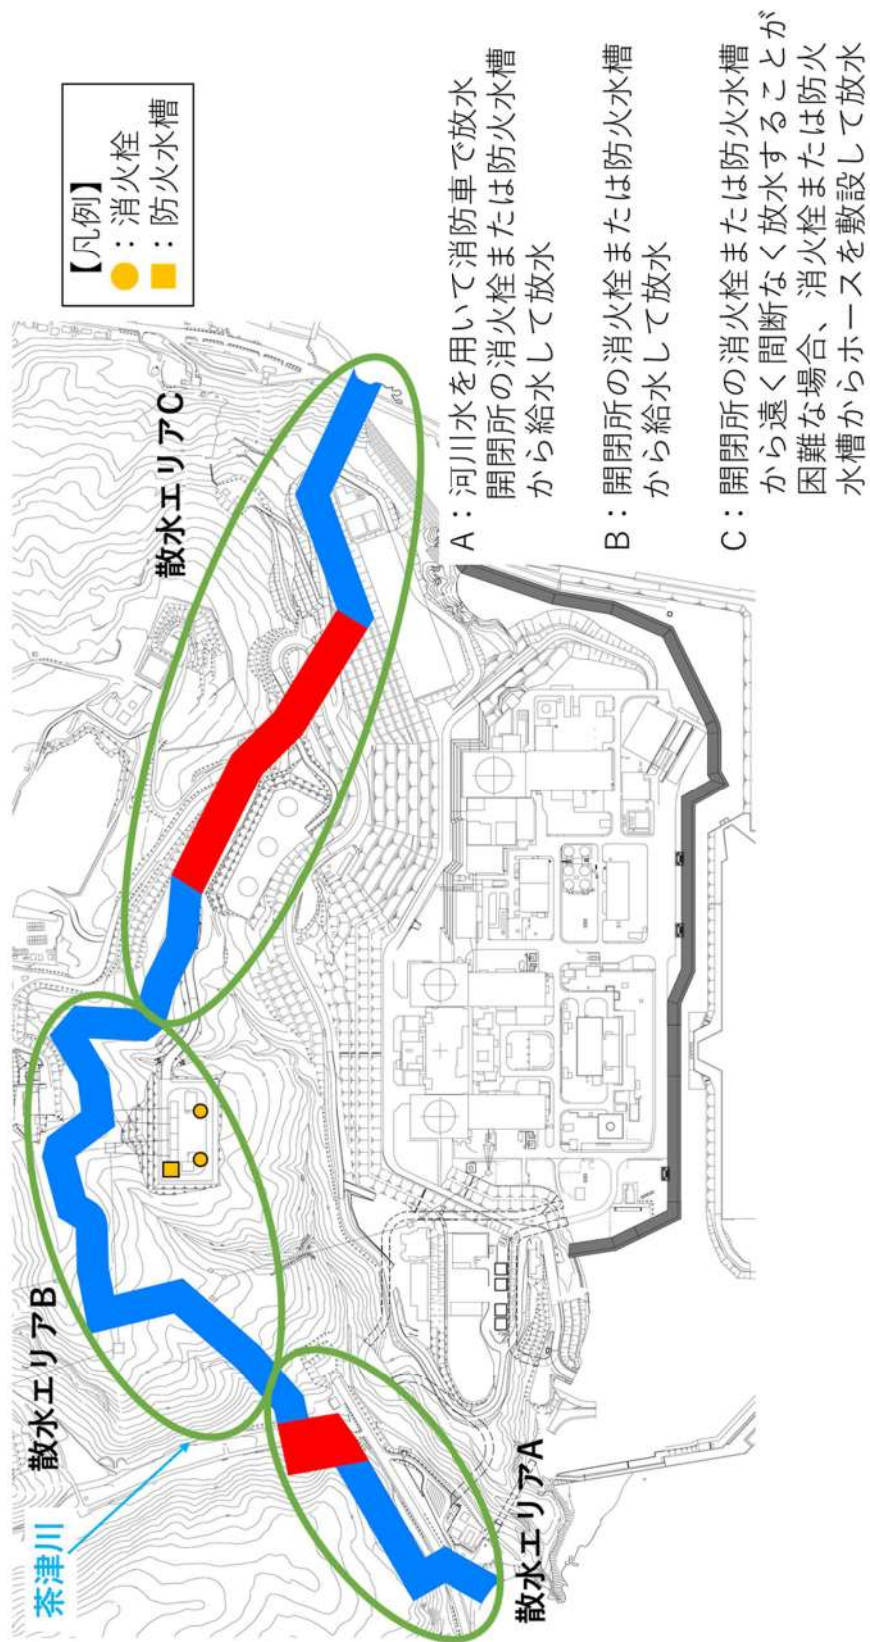 茶津川
散水エリアB
散水エリアC
散水エリアA
【凡例】
●：消火栓
■：防火水槽
A：河川水を用いて消防車で放水
開閉所の消火栓または防火水槽
から給水して放水
B：開閉所の消火栓または防火水槽
から給水して放水
C：開閉所の消火栓または防火水槽
から遠く間断なく放水することが
困難な場合、消火栓または防火
水槽からホースを敷設して放水